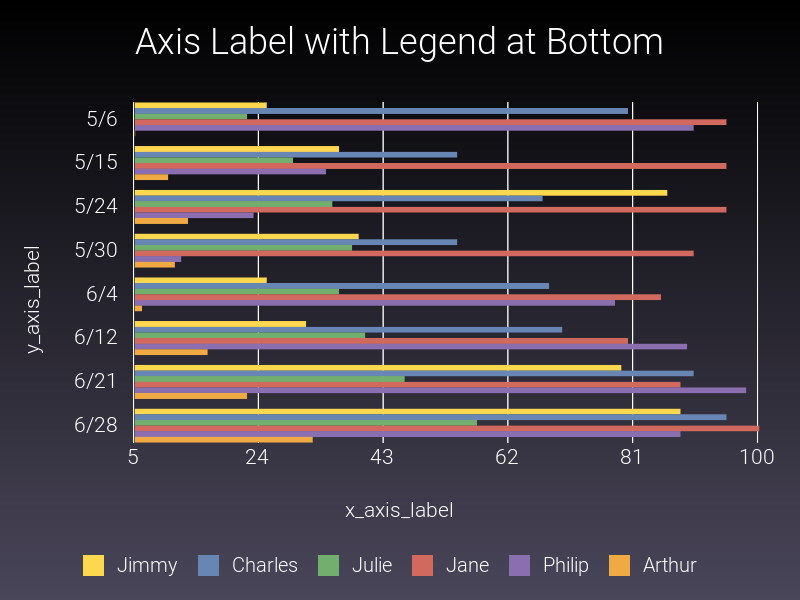 Axis Label with Legend at Bottom
5/6
5/15
5/24
5/30
6/4
6/12
6/21
6/28
y_axis_label
5 24 43 62 81 100
x_axis_label
Jimmy Charles Julie Jane Philip Arthur